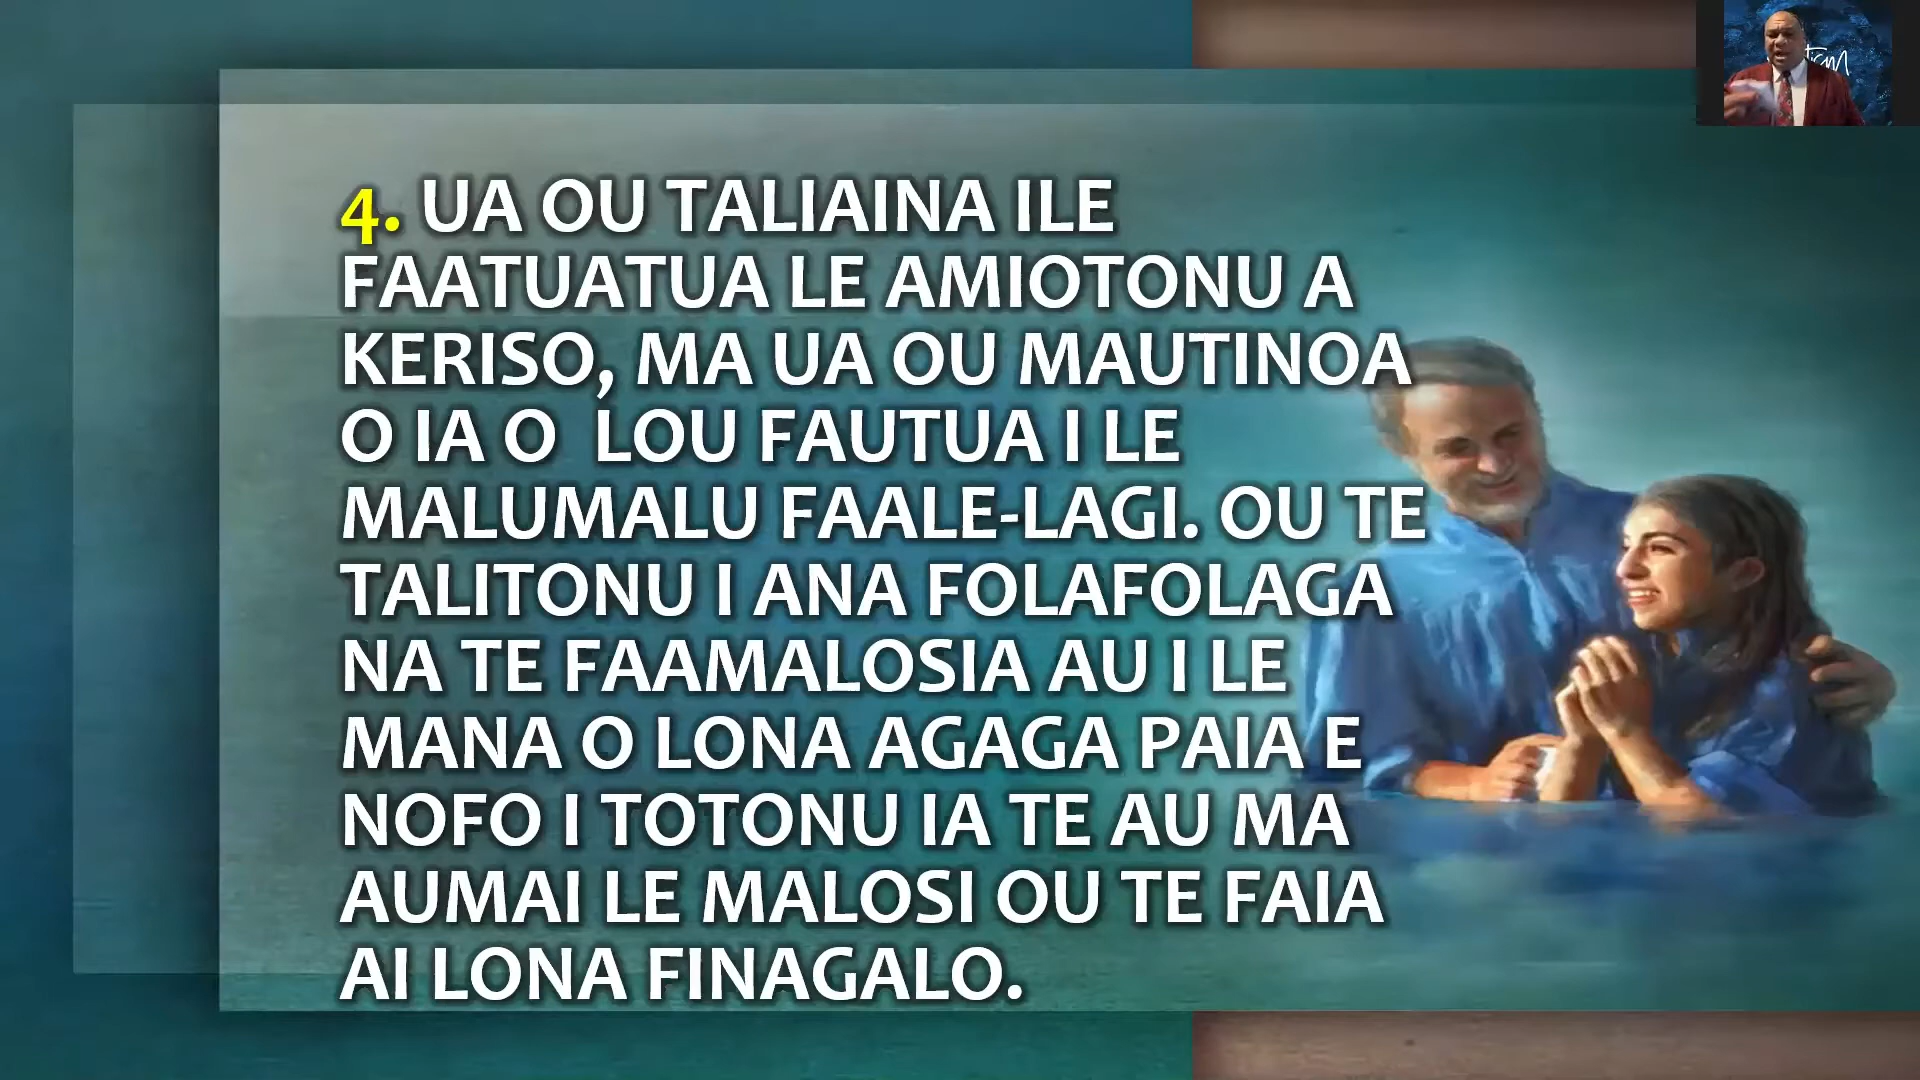 4. UA OU TALIAINA ILE
FAATUATUA LE AMIOTONU A
KERISO, MA UA OU MAUTINOA
O IA O LOU FAUTUA I LE
MALUMALU FAALE-LAGI. OU TE
TALITONU I ANA FOLAFOLAGA
NA TE FAAMALOSIA AU I LE
MANA O LONA AGAGA PAIA E
NOFO I TOTONU IA TE AU MA
AUMAI LE MALOSI OU TE FAIA
AI LONA FINAGALO.